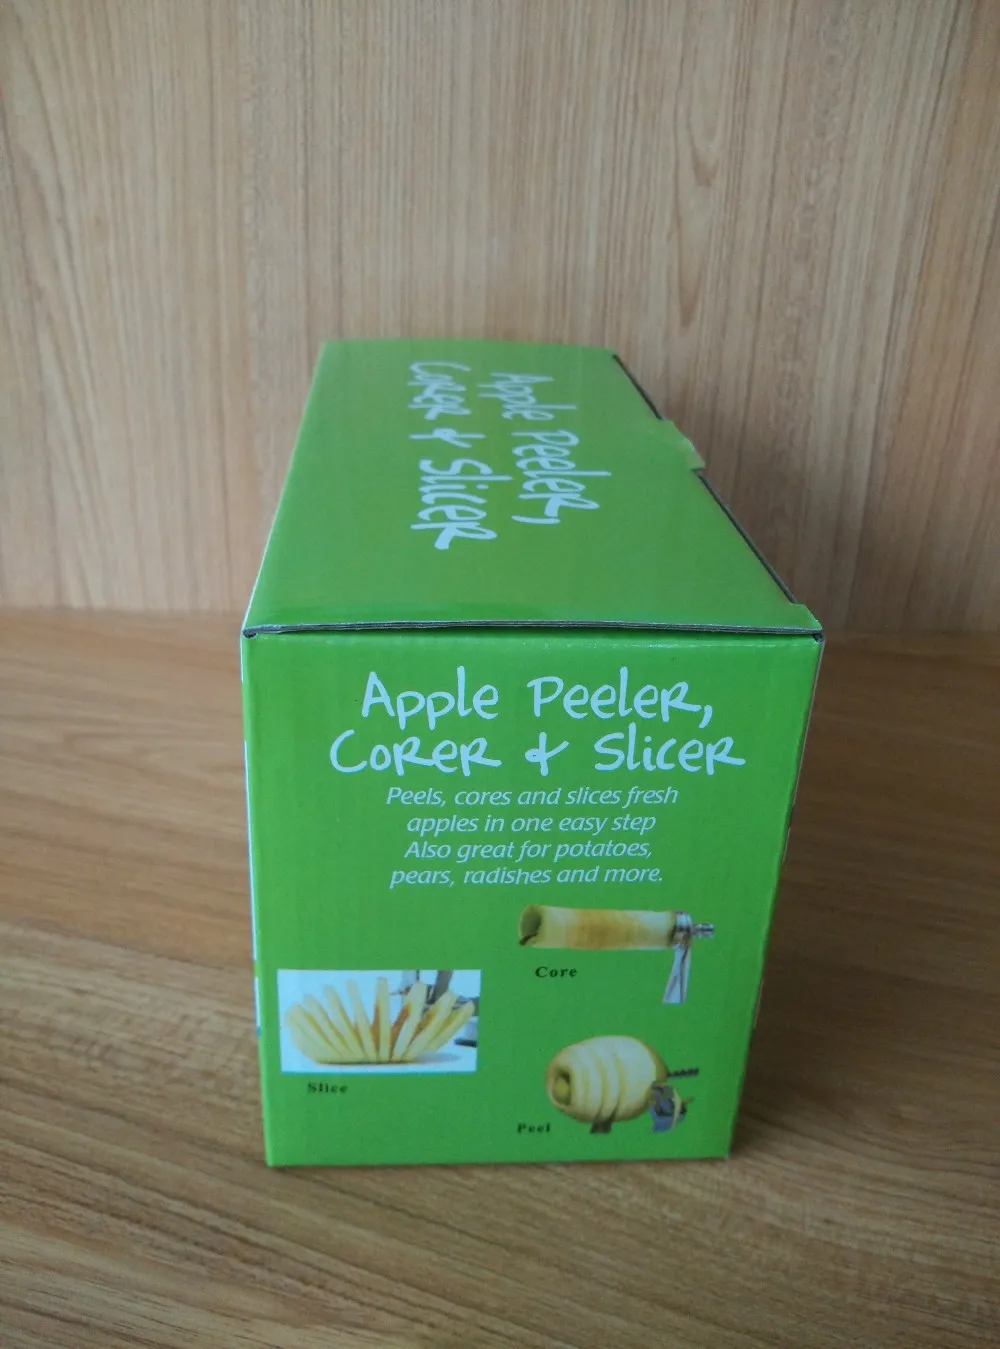 Apple Peeler,
Corer & Slicer
Apple Peeler,
Corer & Slicer
Peels, cores and slices fresh
apples in one easy step
Also great for potatoes,
pears, radishes and more.
Core
Slice
Peel